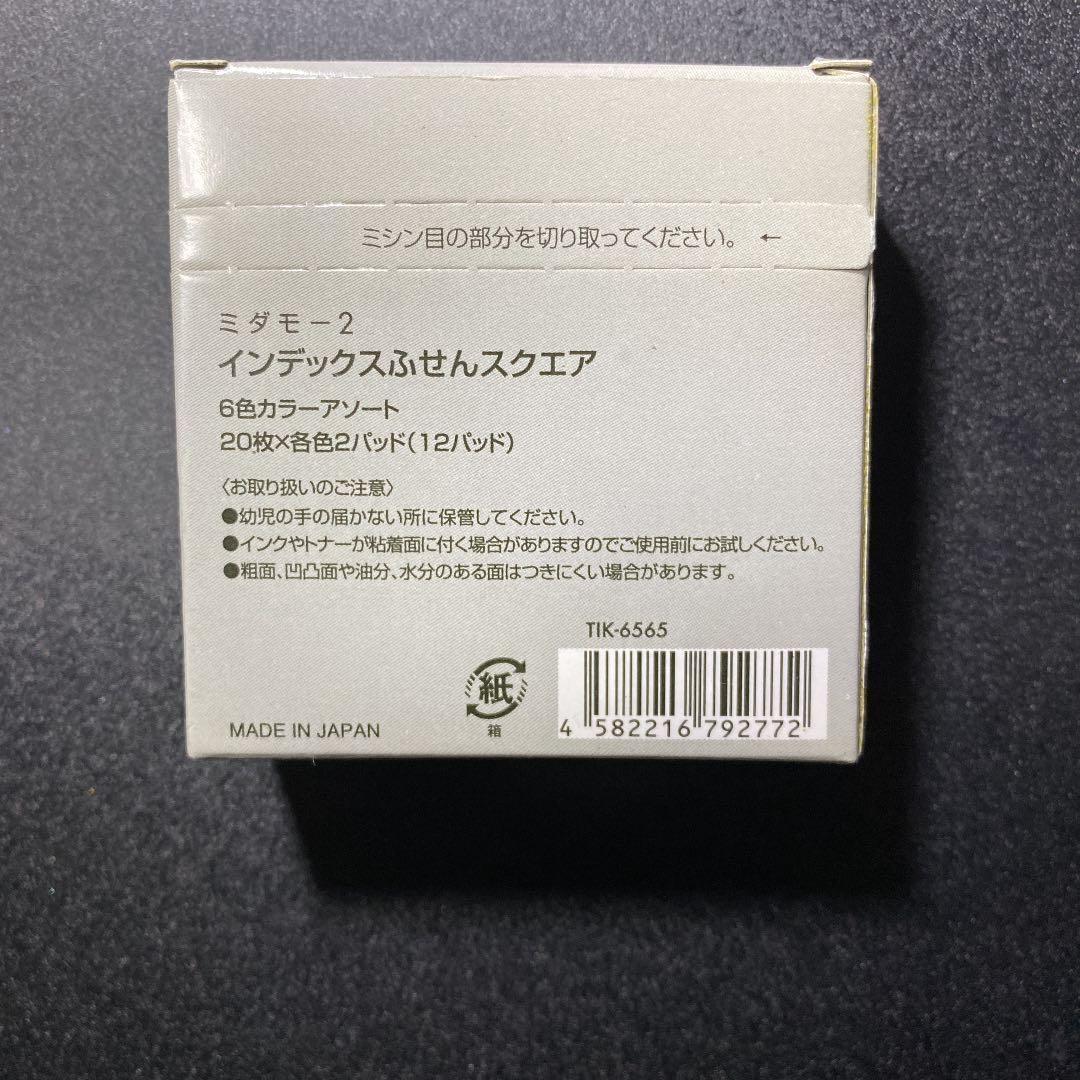 ミシン目の部分を切り取ってください。 ←
ミダモー2
インデックスふせんスクエア
6色カラーアソート
20枚×各色2パッド(12パッド)
〈お取り扱いのご注意〉
●幼児の手の届かない所に保管してください。
●インクやトナーが粘着面に付く場合がありますのでご使用前にお試しください。
●粗面、凹凸面や油分、水分のある面はつきにくい場合があります。
TIK-6565
紙
箱
4 582216 792772
MADE IN JAPAN